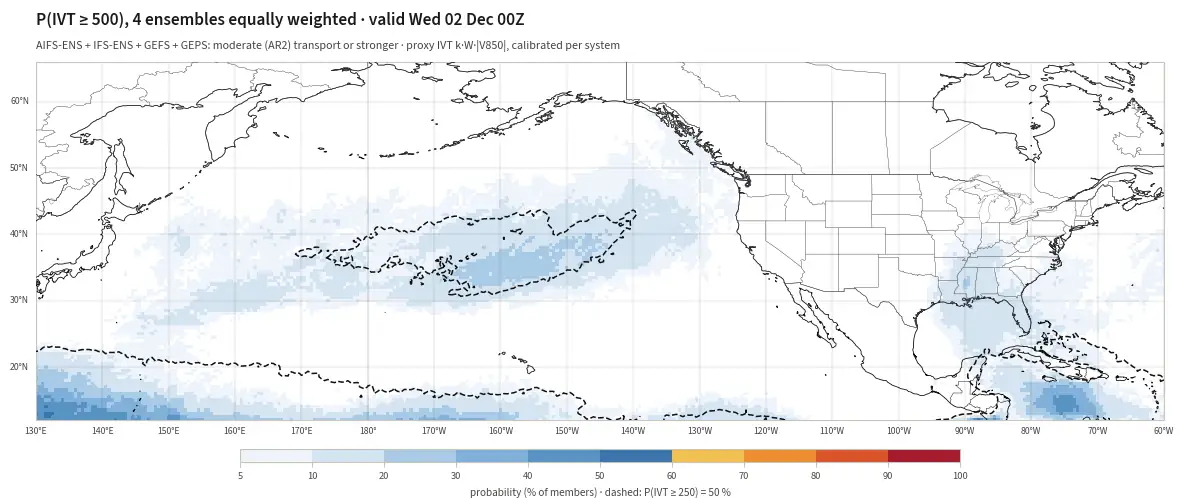 P(IVT ≥ 500), 4 ensembles equally weighted · valid Wed 02 Dec 00Z
AIFS-ENS + IFS-ENS + GEFS + GEPS: moderate (AR2) transport or stronger · proxy IVT k·W·|V850|, calibrated per system
60°N
50°N
40°N
30°N
20°N
130°E 140°E 150°E 160°E 170°E 180° 170°W 160°W 150°W 140°W 130°W 120°W 110°W 100°W 90°W 80°W 70°W 60°W
5 10 20 30 40 50 60 70 80 90 100
probability (% of members) · dashed: P(IVT ≥ 250) = 50 %